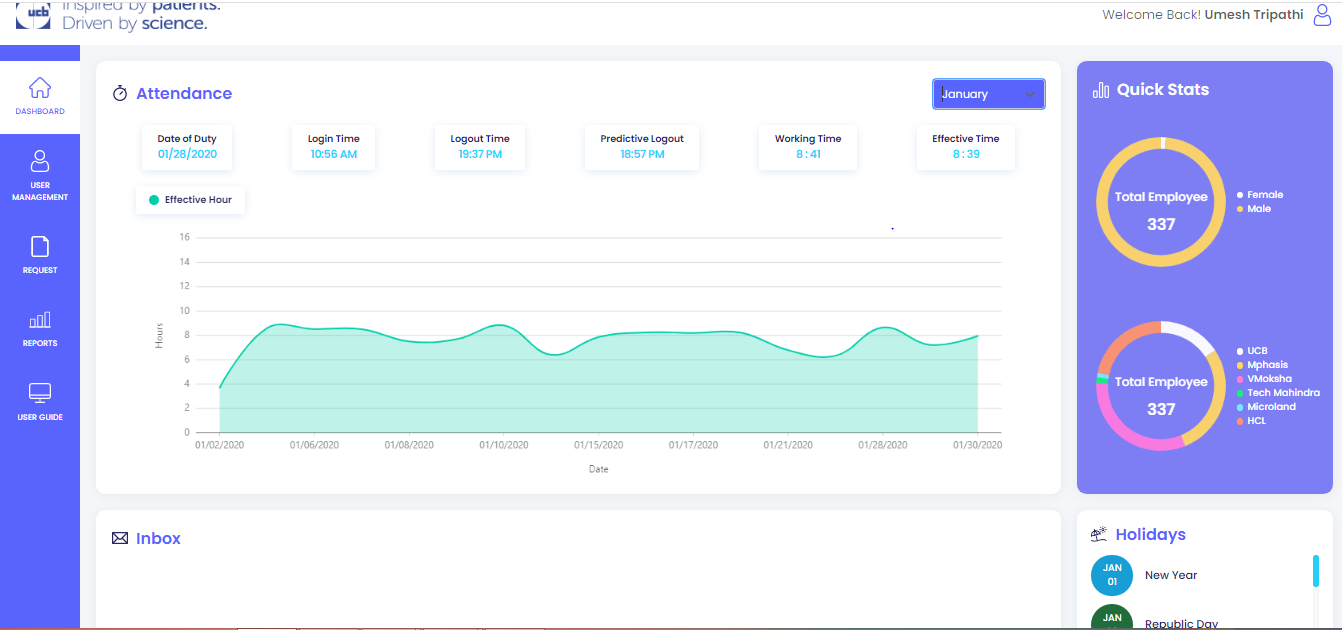 ucb
Inspired by patients.
Driven by science.
Welcome Back! Umesh Tripathi
DASHBOARD
USER
MANAGEMENT
REQUEST
REPORTS
USER GUIDE
Attendance
January
Date of Duty
01/28/2020
Login Time
10:56 AM
Logout Time
19:37 PM
Predictive Logout
18:57 PM
Working Time
8 : 41
Effective Time
8 : 39
Effective Hour
16
14
12
10
8
6
4
2
0
Hours
01/02/2020
01/06/2020
01/08/2020
01/10/2020
01/15/2020
01/17/2020
01/21/2020
01/28/2020
01/30/2020
Date
Quick Stats
Total Employee
337
Female
Male
Total Employee
337
UCB
Mphasis
VMoksha
Tech Mahindra
Microland
HCL
Inbox
Holidays
JAN
01
New Year
JAN
Republic Day